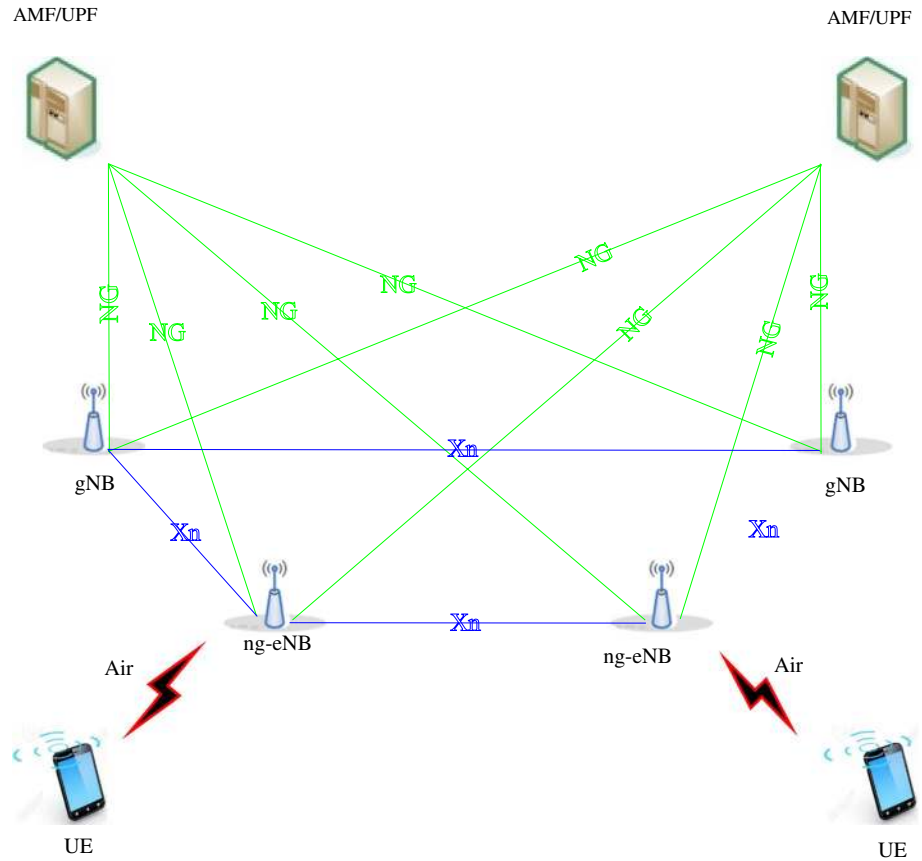 AMF/UPF
AMF/UPF
NG
NG
NG
NG
NG
NG
NG
NG
gNB
Xn
gNB
Xn
Xn
ng-eNB
Xn
ng-eNB
Air
Air
UE
UE